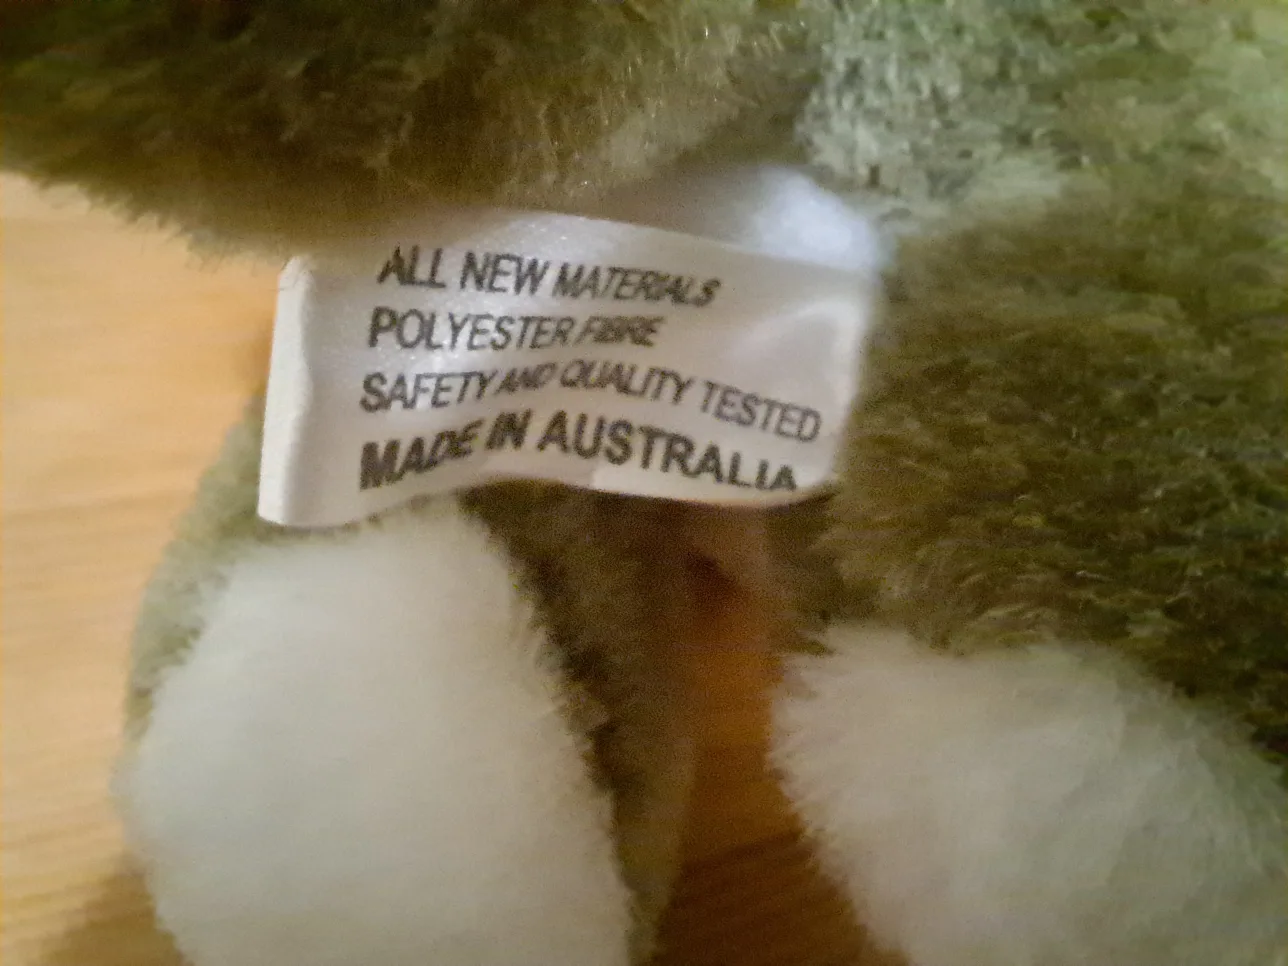 ALL NEW MATERIALS
POLYESTER FIBRE
SAFETY AND QUALITY TESTED
MADE IN AUSTRALIA